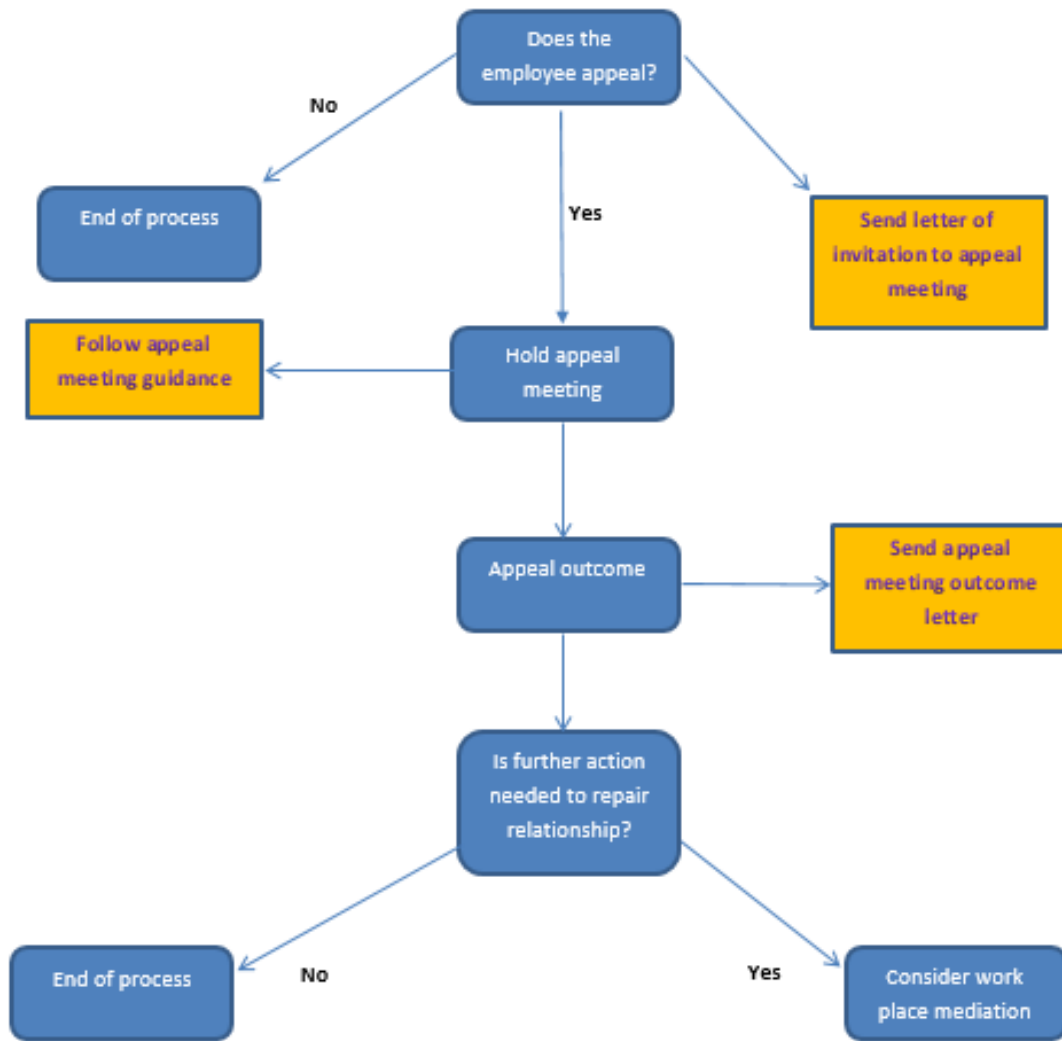 Does the
employee appeal?
No
End of process
Yes
Send letter of
invitation to appeal
meeting
Follow appeal
meeting guidance
Hold appeal
meeting
Appeal outcome
Send appeal
meeting outcome
letter
Is further action
needed to repair
relationship?
No
Yes
End of process
Consider work
place mediation